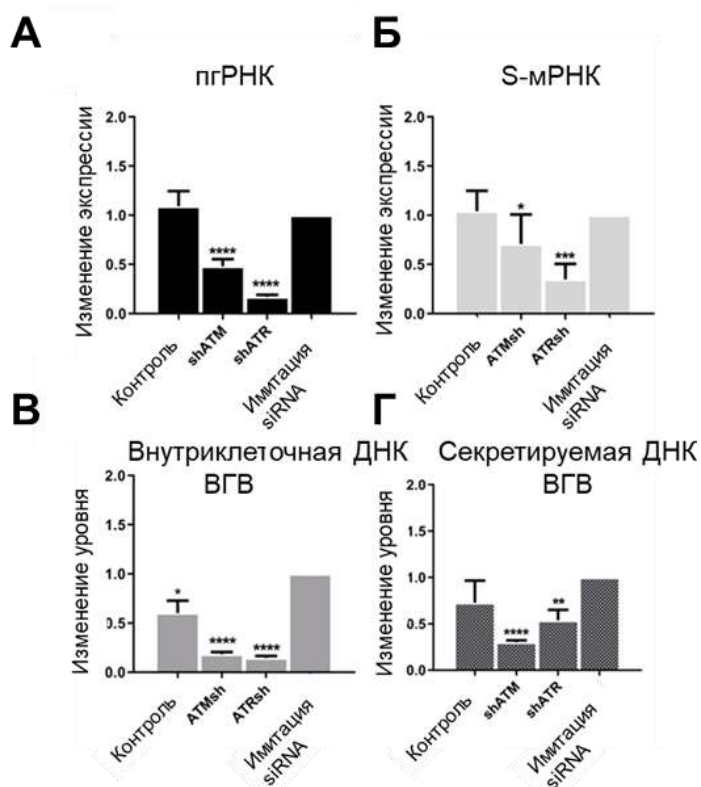 А
Б
пгРНК
S-мРНК
Изменение экспрессии
2.0
1.5
1.0
0.5
0.0
****
****
Контроль
shATM
shATR
Имитация
siRNA
Изменение экспрессии
2.0
1.5
1.0
0.5
0.0
*
***
Контроль
ATMsh
ATRsh
Имитация
siRNA
В
Г
Внутриклеточная ДНК
ВГВ
Секретируемая ДНК
ВГВ
Изменение уровня
2.0
1.5
1.0
0.5
0.0
*
****
****
Контроль
ATMsh
ATRsh
Имитация
siRNA
Изменение уровня
2.0
1.5
1.0
0.5
0.0
****
**
Контроль
shATM
shATR
Имитация
siRNA